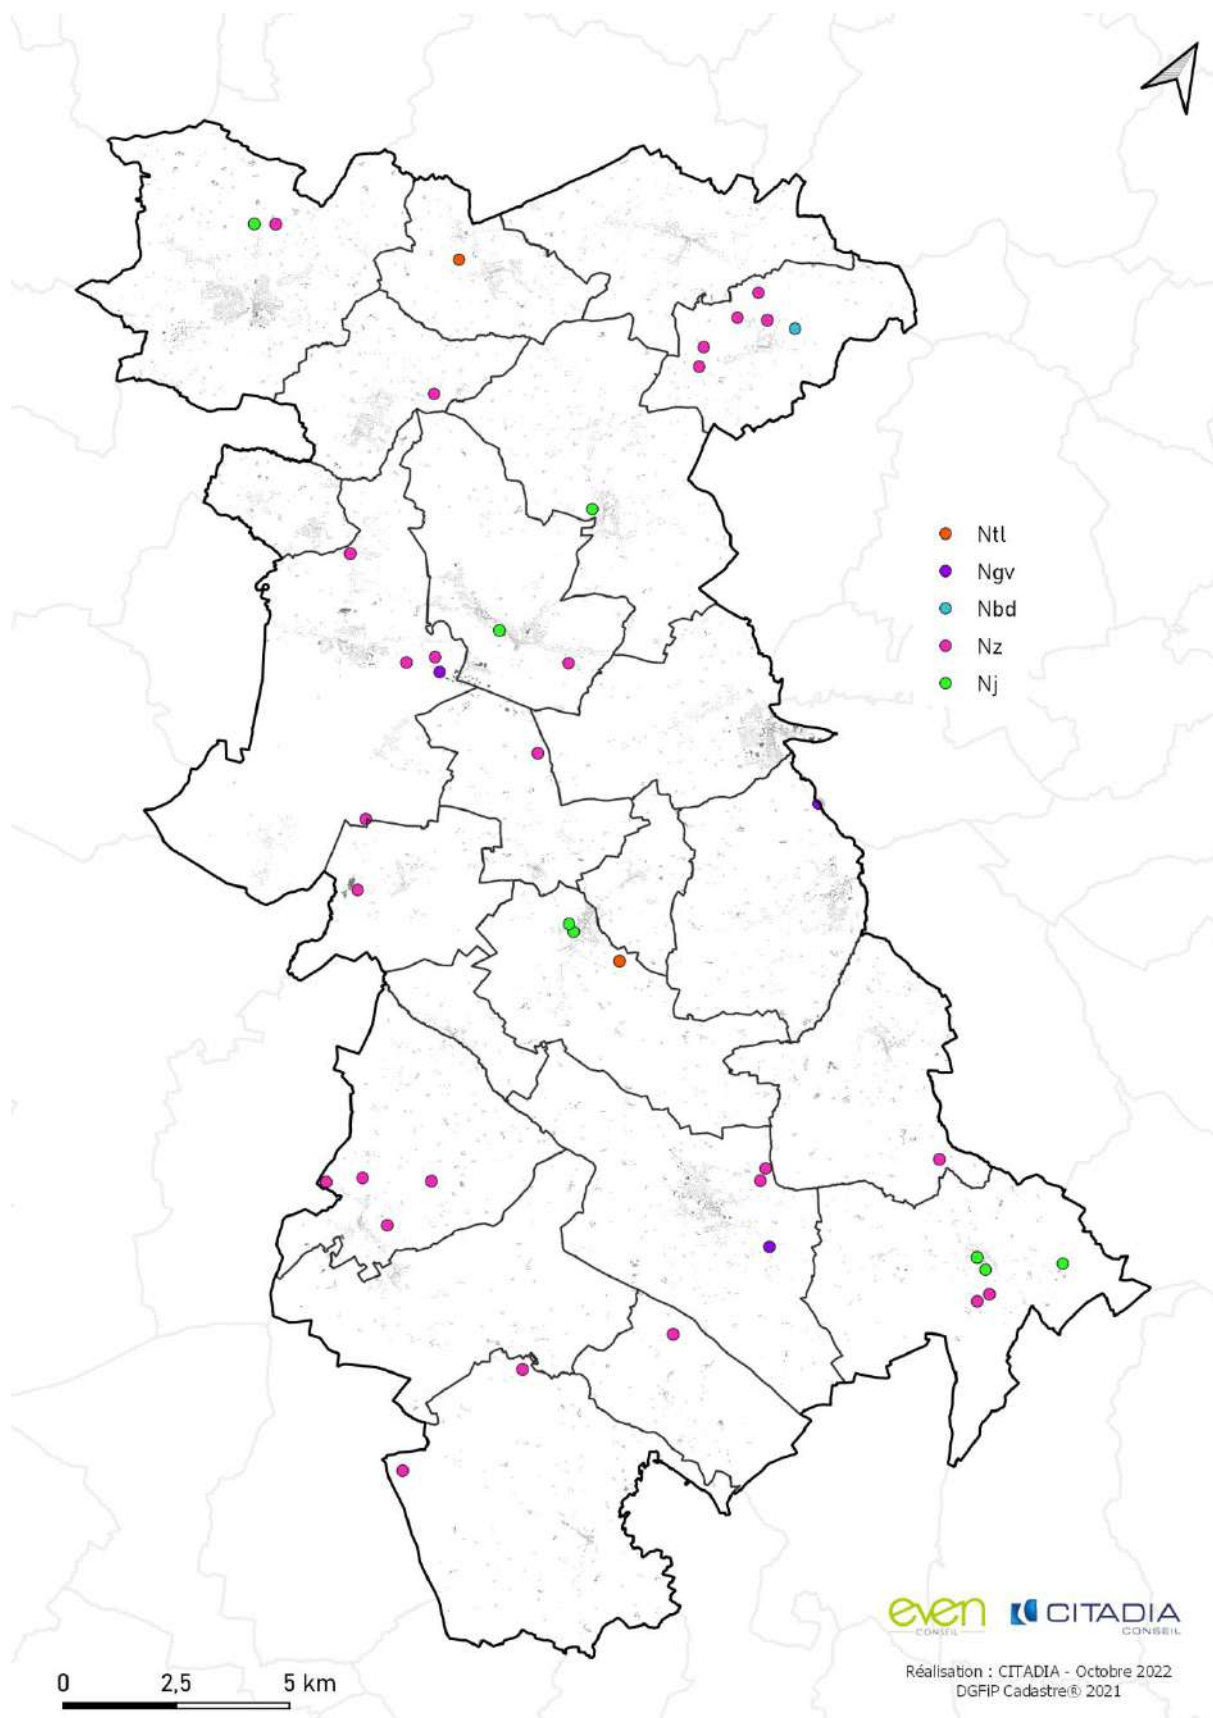 Ntl
Ngv
Nbd
Nz
Nj
even
CONSEIL
CITADIA
CONSEIL
Réalisation : CITADIA - Octobre 2022
DGFiP Cadastre® 2021
0 2,5 5 km